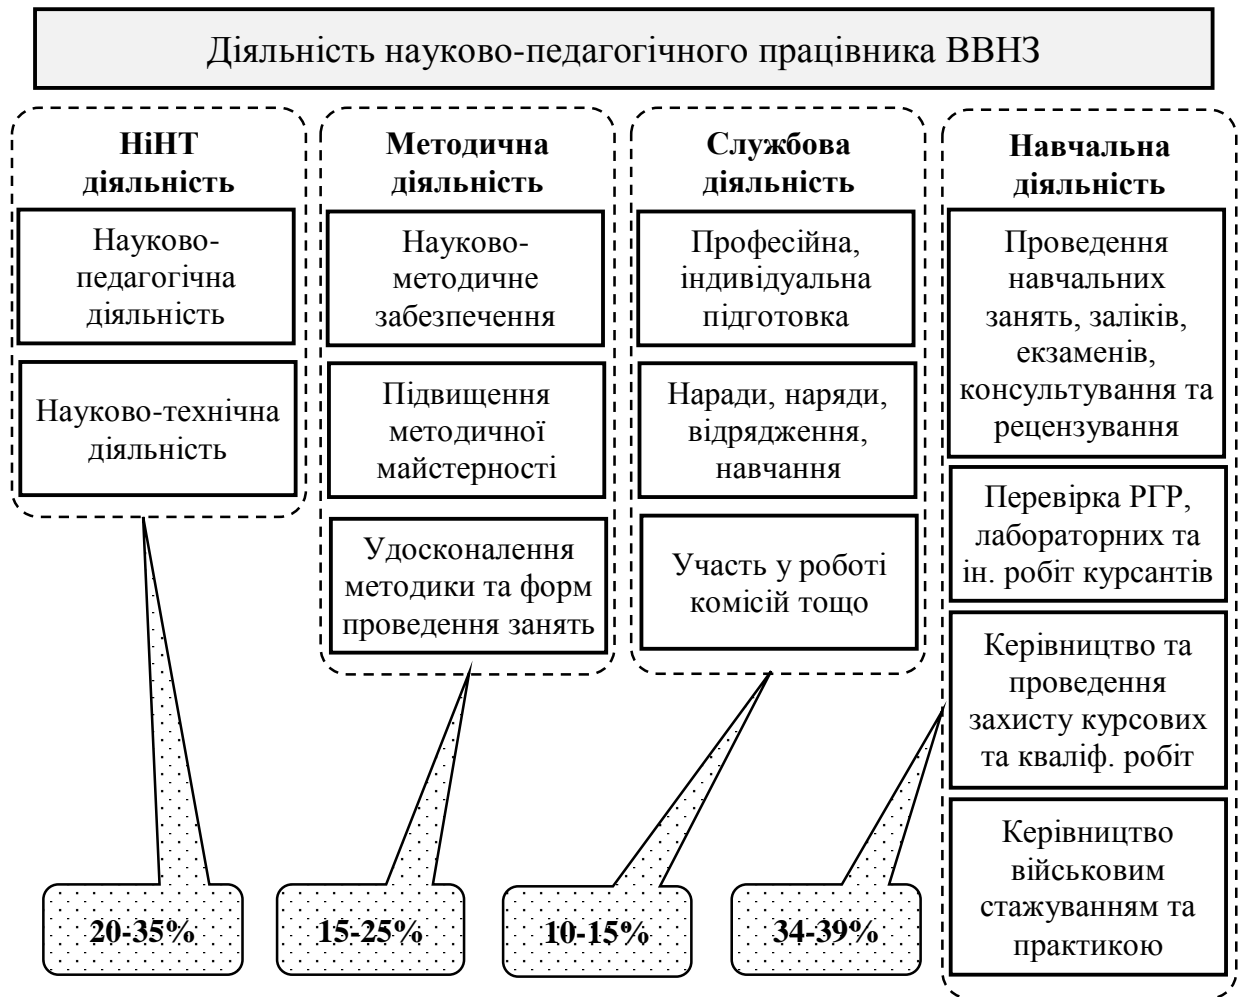 Діяльність науково-педагогічного працівника ВВНЗ
НіНТ
діяльність
Науково-
педагогічна
діяльність
Науково-технічна
діяльність
20-35%
Методична
діяльність
Науково-
методичне
забезпечення
Підвищення
методичної
майстерності
Удосконалення
методики та форм
проведення занять
15-25%
Службова
діяльність
Професійна,
індивідуальна
підготовка
Наради, наряди,
відрядження,
навчання
Участь у роботі
комісій тощо
10-15%
Навчальна
діяльність
Проведення
навчальних
занять, заліків,
екзаменів,
консультування та
рецензування
Перевірка РГР,
лабораторних та
ін. робіт курсантів
Керівництво та
проведення
захисту курсових
та кваліф. робіт
Керівництво
військовим
стажуванням та
практикою
34-39%